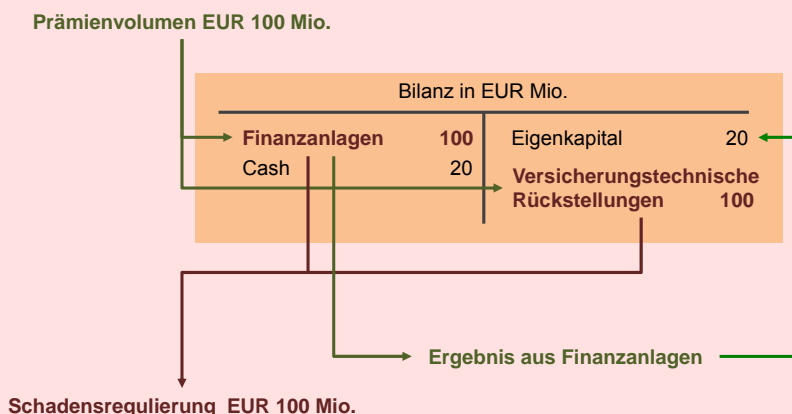 Prämienvolumen EUR 100 Mio.
Bilanz in EUR Mio.
Finanzanlagen 100
Cash 20
Eigenkapital 20
Versicherungstechnische
Rückstellungen 100
Ergebnis aus Finanzanlagen
Schadensregulierung EUR 100 Mio.